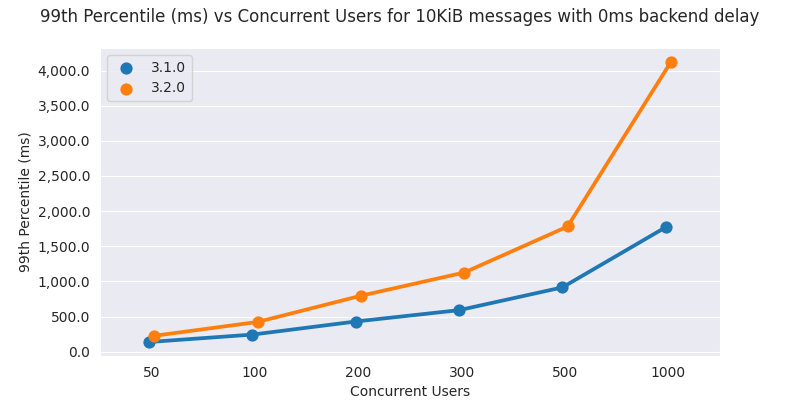 99th Percentile (ms) vs Concurrent Users for 10KiB messages with 0ms backend delay
3.1.0
3.2.0
4,000.0
3,500.0
3,000.0
2,500.0
2,000.0
1,500.0
1,000.0
500.0
0.0
99th Percentile (ms)
50 100 200 300 500 1000
Concurrent Users